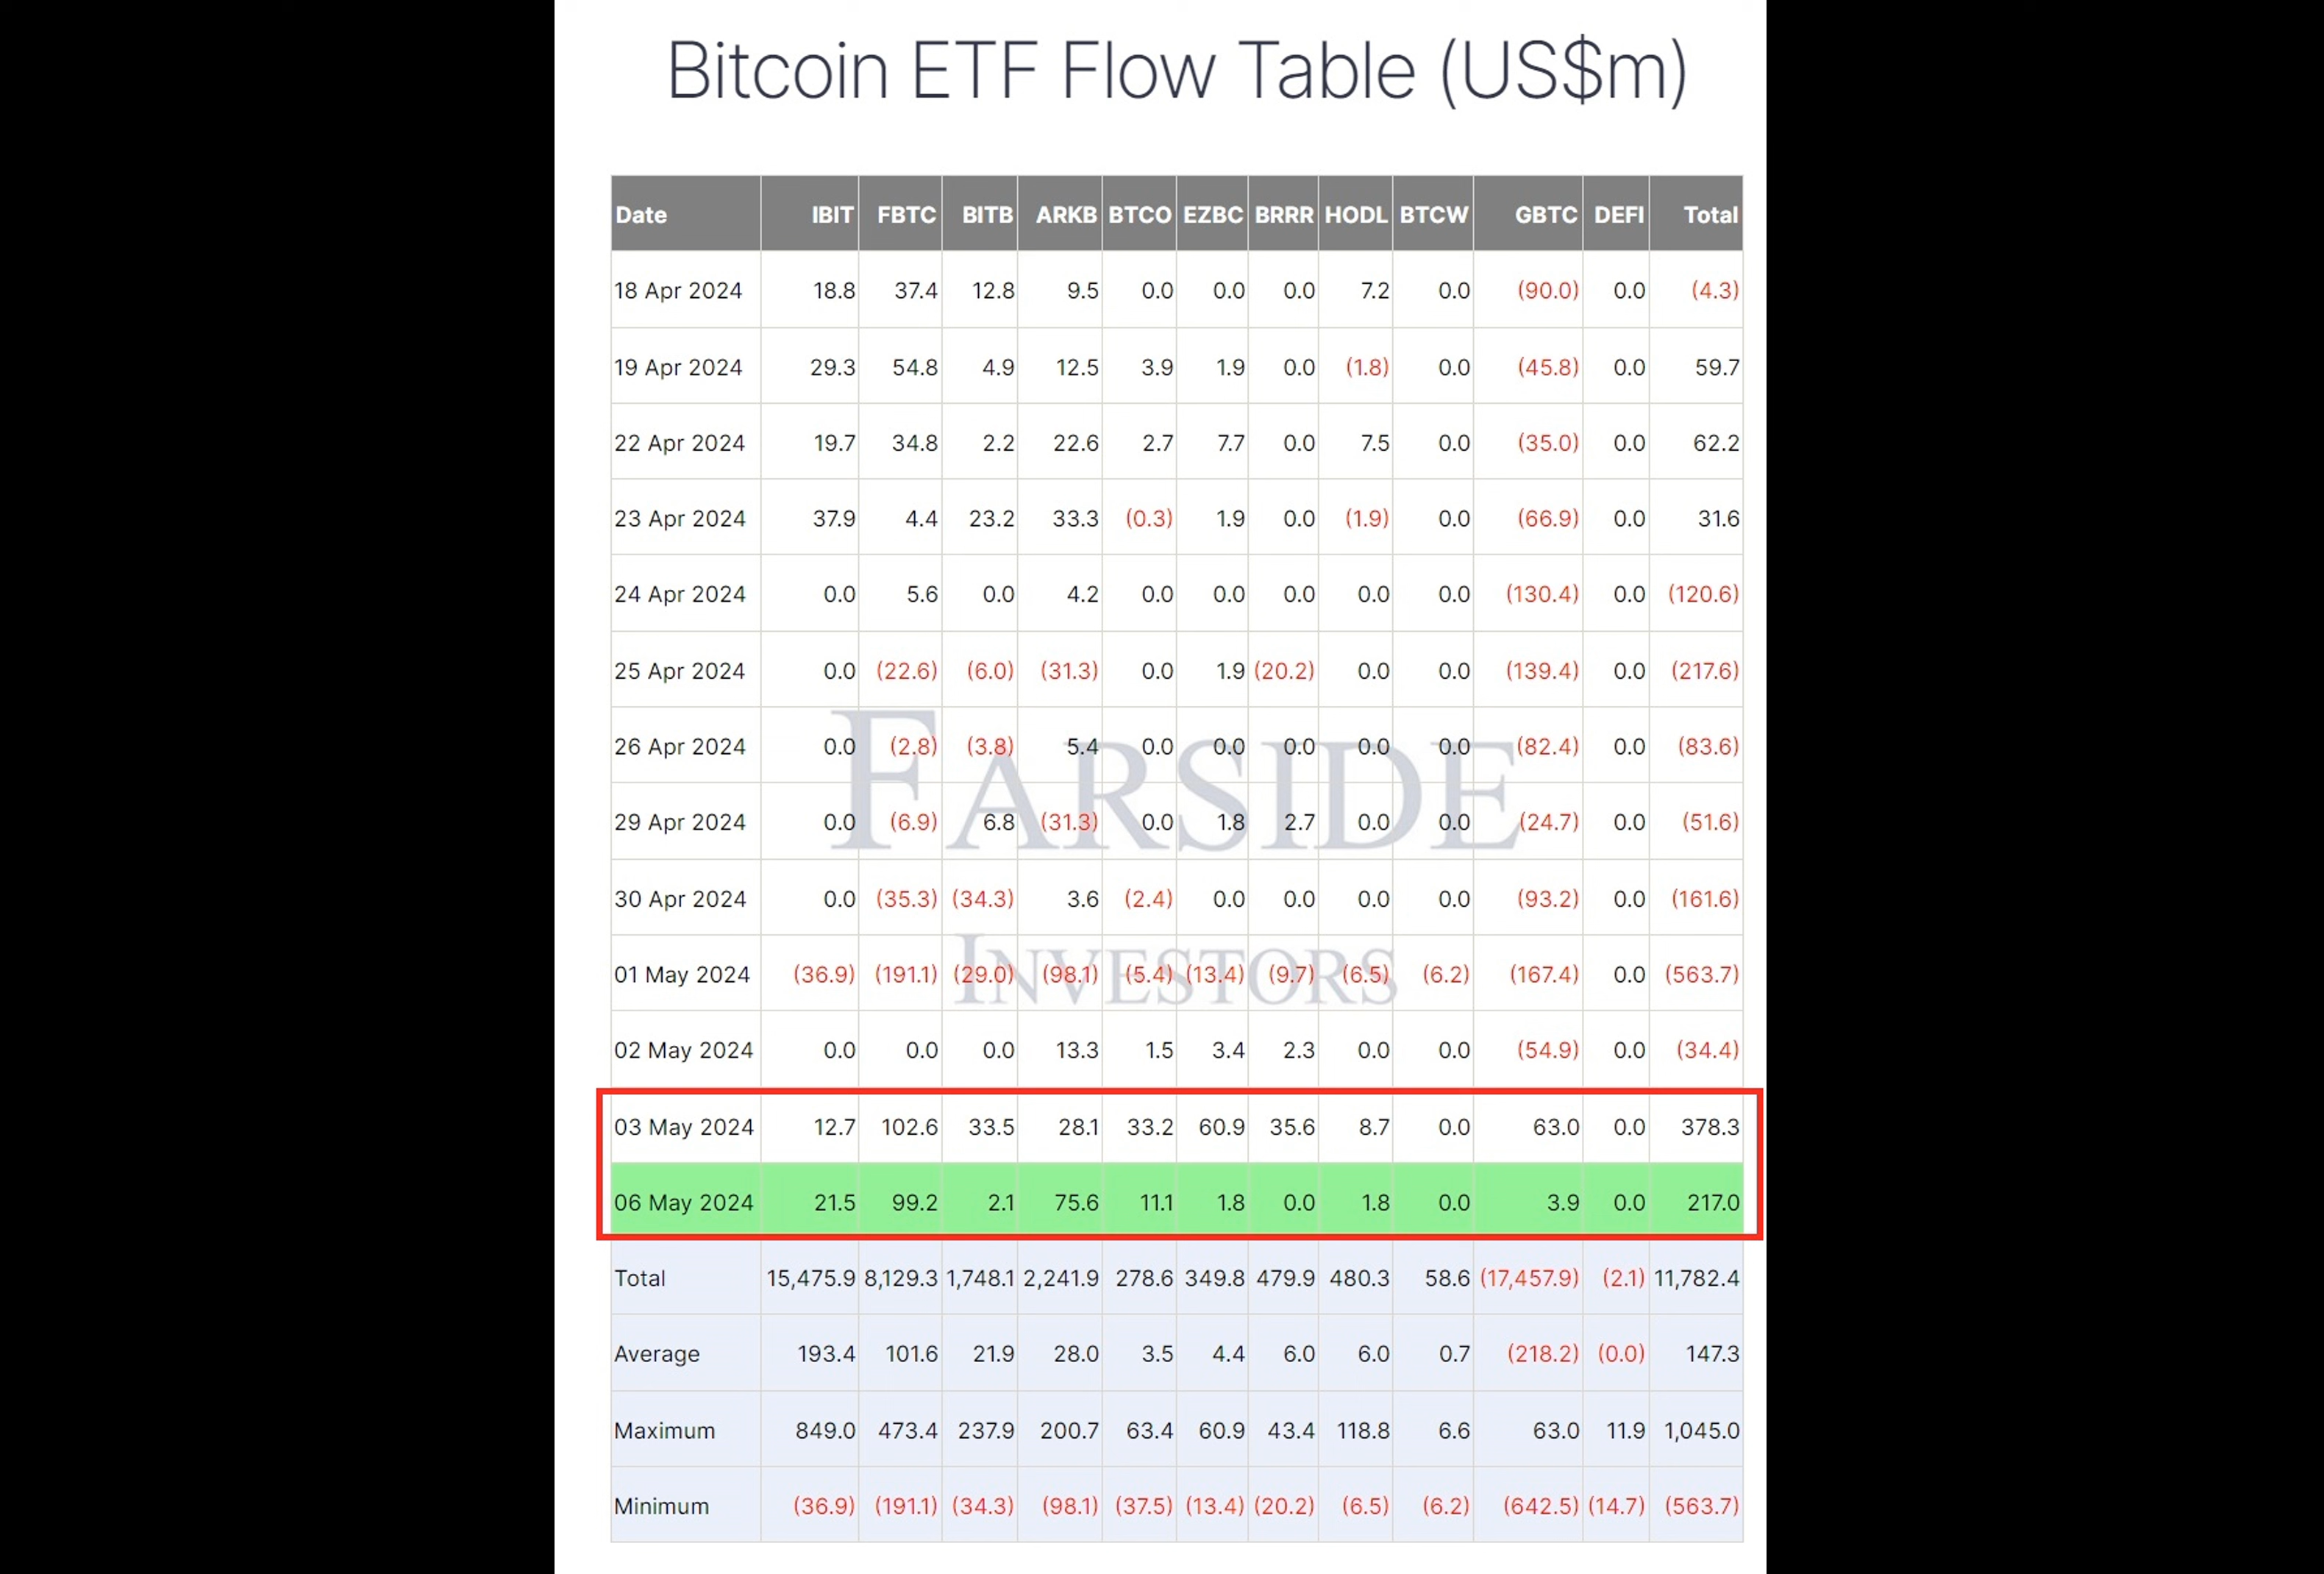 Bitcoin ETF Flow Table (US$m)
Date IBIT FBTC BITB ARKB BTCO EZBC BRRR HODL BTCW GBTC DEFI Total
18 Apr 2024 18.8 37.4 12.8 9.5 0.0 0.0 0.0 7.2 0.0 (90.0) 0.0 (4.3)
19 Apr 2024 29.3 54.8 4.9 12.5 3.9 1.9 0.0 (1.8) 0.0 (45.8) 0.0 59.7
22 Apr 2024 19.7 34.8 2.2 22.6 2.7 7.7 0.0 7.5 0.0 (35.0) 0.0 62.2
23 Apr 2024 37.9 4.4 23.2 33.3 (0.3) 1.9 0.0 (1.9) 0.0 (66.9) 0.0 31.6
24 Apr 2024 0.0 5.6 0.0 4.2 0.0 0.0 0.0 0.0 0.0 (130.4) 0.0 (120.6)
25 Apr 2024 0.0 (22.6) (6.0) (31.3) 0.0 1.9 (20.2) 0.0 0.0 (139.4) 0.0 (217.6)
26 Apr 2024 0.0 (2.8) (3.8) 5.4 0.0 0.0 0.0 0.0 0.0 (82.4) 0.0 (83.6)
FARSIDE
29 Apr 2024 0.0 (6.9) 6.8 (31.3) 0.0 1.8 2.7 0.0 0.0 (24.7) 0.0 (51.6)
30 Apr 2024 0.0 (35.3) (34.3) 3.6 (2.4) 0.0 0.0 0.0 0.0 (93.2) 0.0 (161.6)
01 May 2024 (36.9) (191.1) (29.0) (98.1) (5.4) (13.4) (9.7) (6.5) (6.2) (167.4) 0.0 (563.7)
INVESTORS
02 May 2024 0.0 0.0 0.0 13.3 1.5 3.4 2.3 0.0 0.0 (54.9) 0.0 (34.4)
03 May 2024 12.7 102.6 33.5 28.1 33.2 60.9 35.6 8.7 0.0 63.0 0.0 378.3
06 May 2024 21.5 99.2 2.1 75.6 11.1 1.8 0.0 1.8 0.0 3.9 0.0 217.0
Total 15,475.9 8,129.3 1,748.1 2,241.9 278.6 349.8 479.9 480.3 58.6 (17,457.9) (2.1) 11,782.4
Average 193.4 101.6 21.9 28.0 3.5 4.4 6.0 6.0 0.7 (218.2) (0.0) 147.3
Maximum 849.0 473.4 237.9 200.7 63.4 60.9 43.4 118.8 6.6 63.0 11.9 1,045.0
Minimum (36.9) (191.1) (34.3) (98.1) (37.5) (13.4) (20.2) (6.5) (6.2) (642.5) (14.7) (563.7)